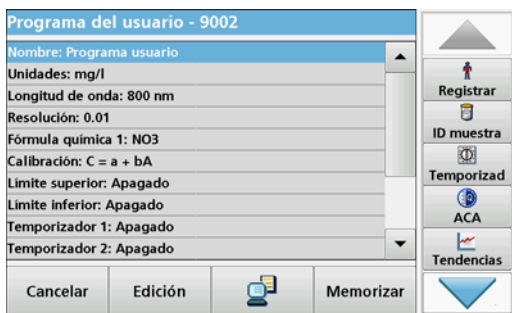 Programa del usuario - 9002
Nombre: Programa usuario
Unidades: mg/l
Longitud de onda: 800 nm
Resolución: 0.01
Fórmula química 1: NO3
Calibración: C = a + bA
Límite superior: Apagado
Límite inferior: Apagado
Temporizador 1: Apagado
Temporizador 2: Apagado
Cancelar
Edición
Memorizar
Registrar
ID muestra
Temporizad
ACA
Tendencias